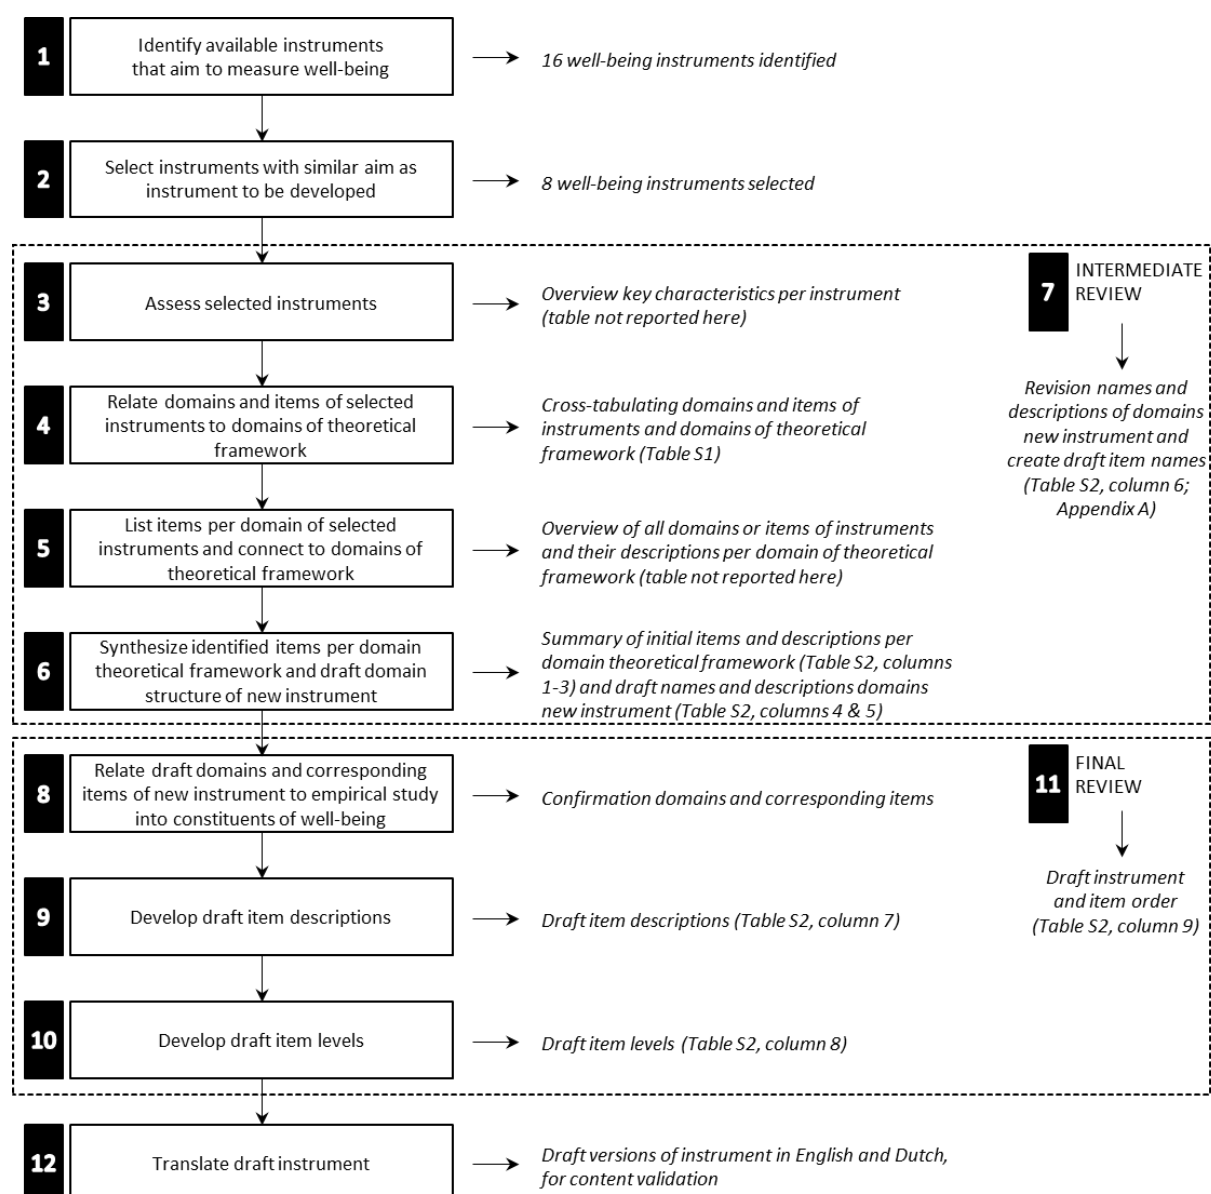 1
Identify available instruments
that aim to measure well-being
16 well-being instruments identified
2
Select instruments with similar aim as
instrument to be developed
8 well-being instruments selected
3
Assess selected instruments
Overview key characteristics per instrument
(table not reported here)
4
Relate domains and items of selected
instruments to domains of theoretical
framework
Cross-tabulating domains and items of
instruments and domains of theoretical
framework (Table S1)
5
List items per domain of selected
instruments and connect to domains of
theoretical framework
Overview of all domains or items of instruments
and their descriptions per domain of theoretical
framework (table not reported here)
6
Synthesize identified items per domain
theoretical framework and draft domain
structure of new instrument
Summary of initial items and descriptions per
domain theoretical framework (Table S2, columns
1-3) and draft names and descriptions domains
new instrument (Table S2, columns 4 & 5)
7
INTERMEDIATE
REVIEW
Revision names and
descriptions of domains
new instrument and
create draft item names
(Table S2, column 6;
Appendix A)
8
Relate draft domains and corresponding
items of new instrument to empirical study
into constituents of well-being
Confirmation domains and corresponding items
9
Develop draft item descriptions
Draft item descriptions (Table S2, column 7)
10
Develop draft item levels
Draft item levels (Table S2, column 8)
11
FINAL
REVIEW
Draft instrument
and item order
(Table S2, column 9)
12
Translate draft instrument
Draft versions of instrument in English and Dutch,
for content validation